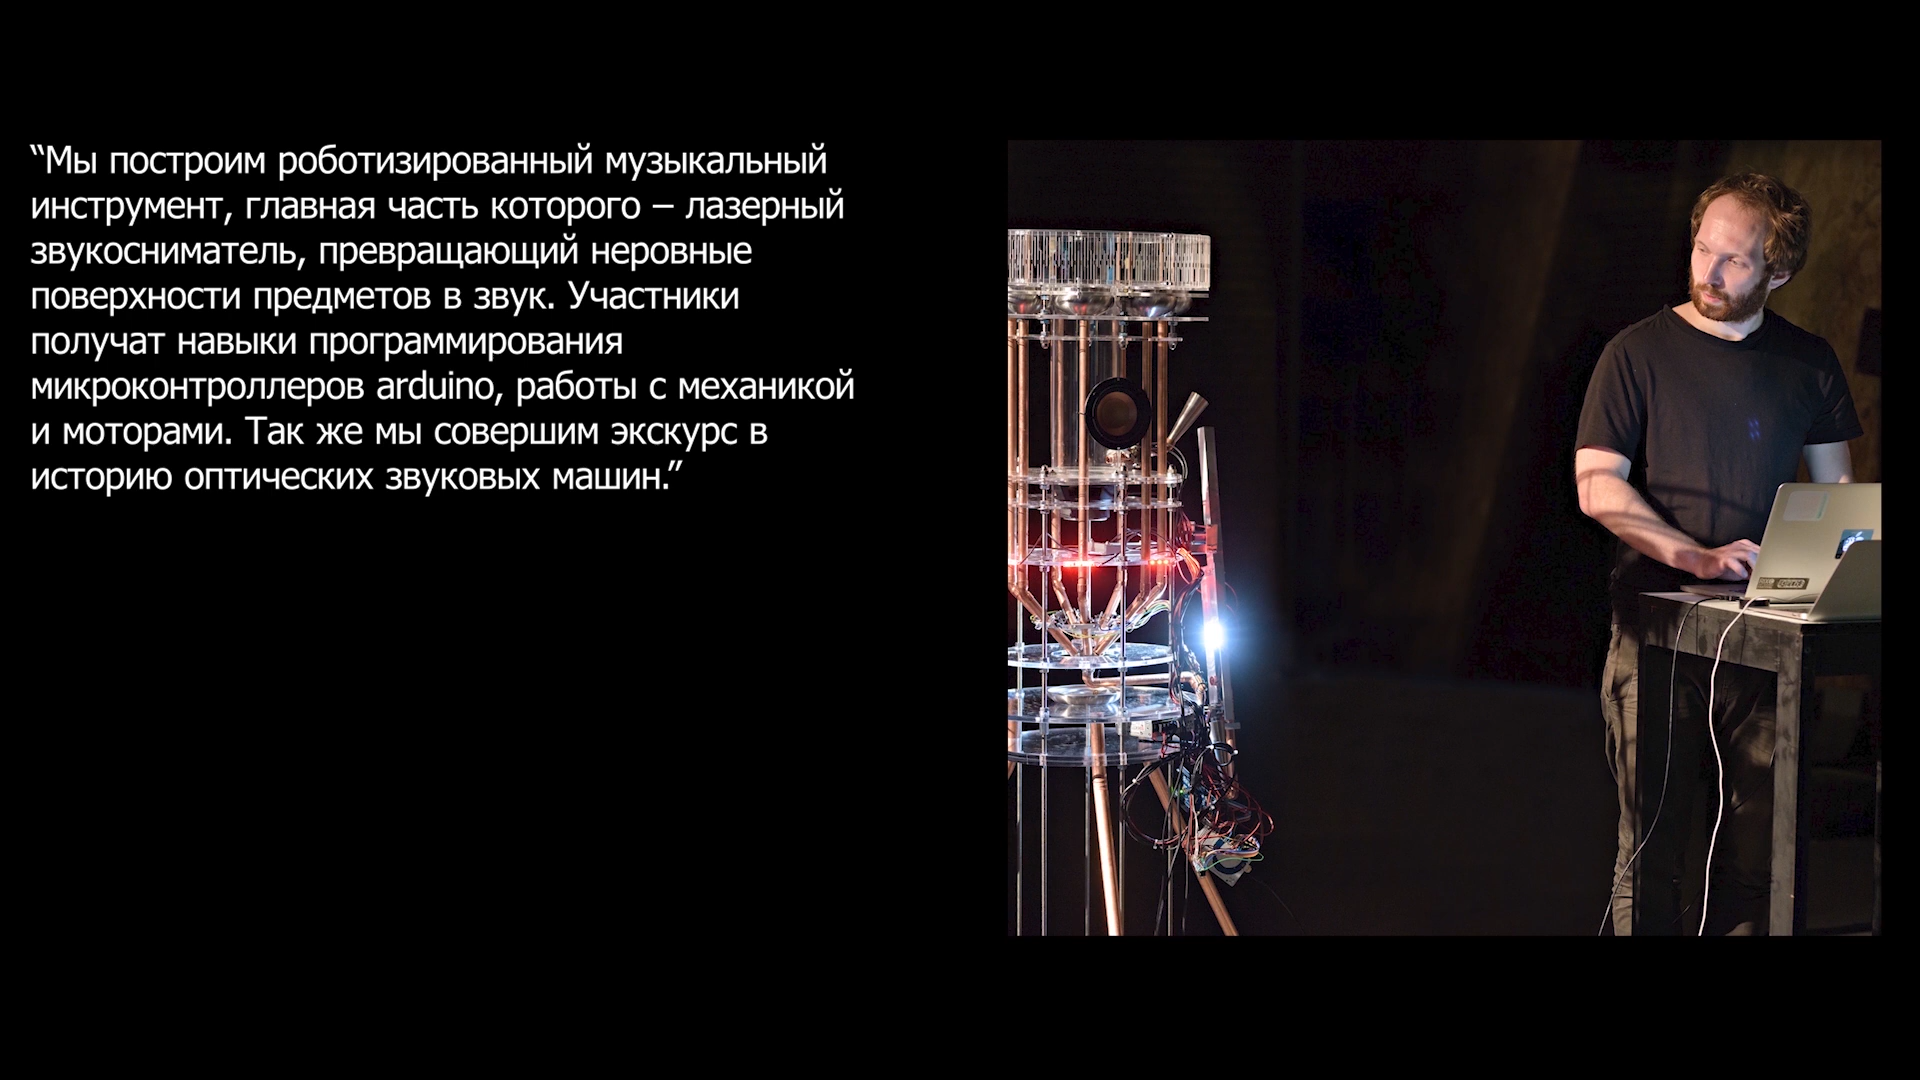 “Мы построим роботизированный музыкальный
инструмент, главная часть которого – лазерный
звукосниматель, превращающий неровные
поверхности предметов в звук. Участники
получат навыки программирования
микроконтроллеров arduino, работы с механикой
и моторами. Так же мы совершим экскурс в
историю оптических звуковых машин.”